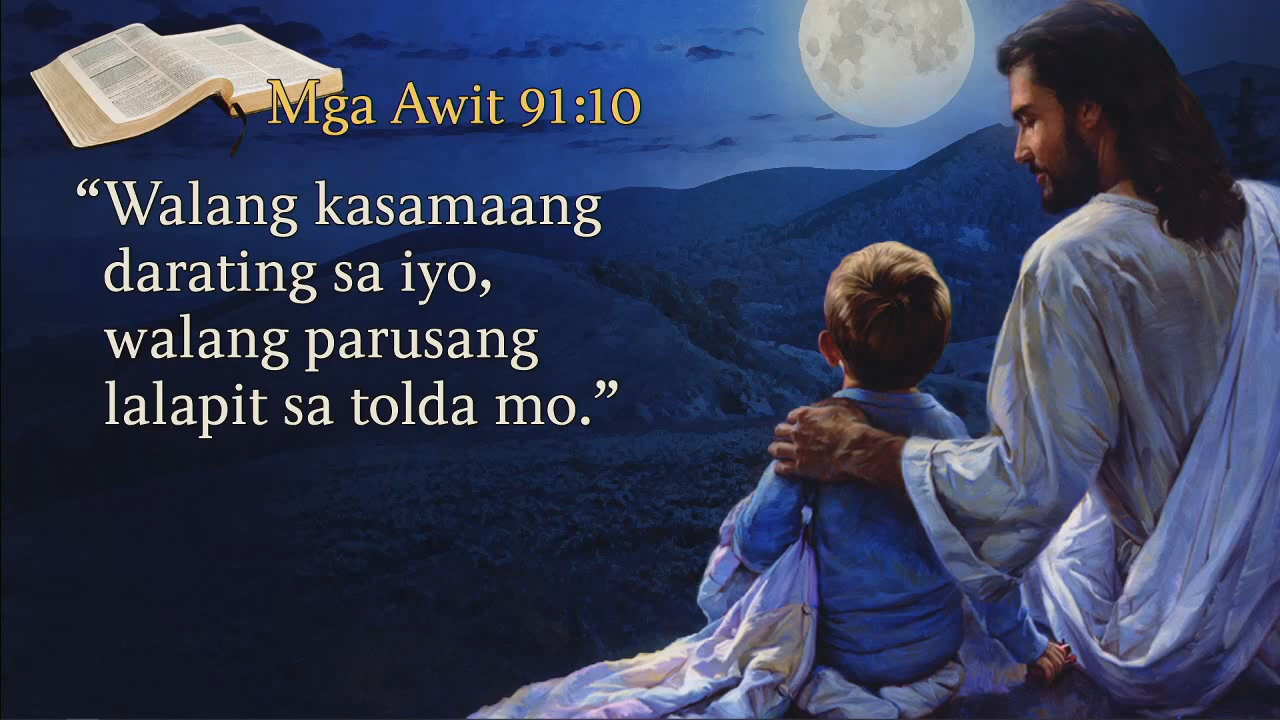 Mga Awit 91:10
“Walang kasamaang
darating sa iyo,
walang parusang
lalapit sa tolda mo.”